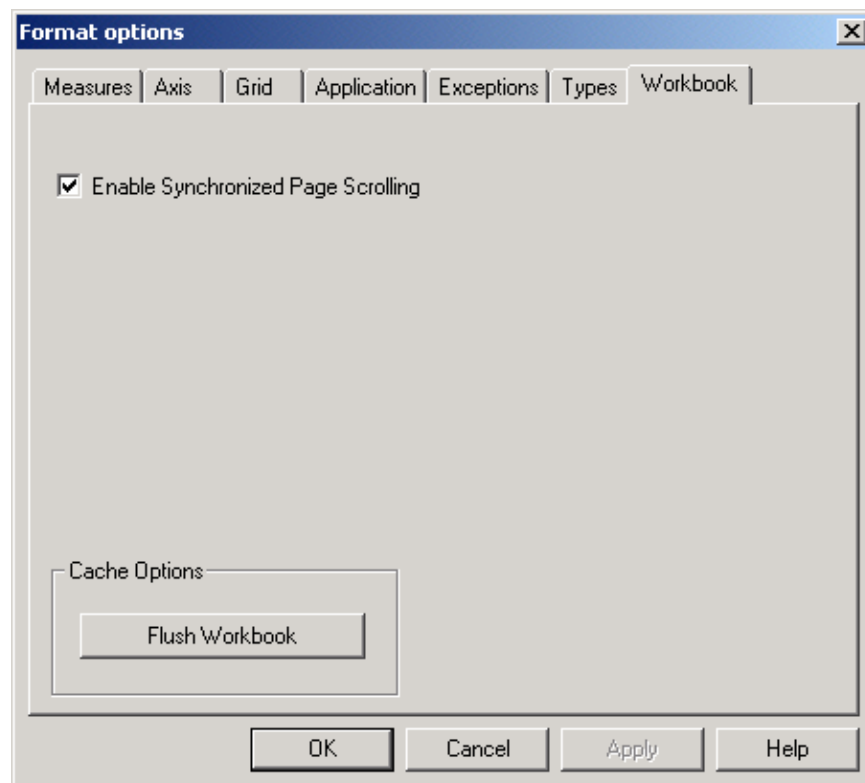 Format options
Measures Axis Grid Application Exceptions Types Workbook
Enable Synchronized Page Scrolling
Cache Options
Flush Workbook
OK Cancel Apply Help